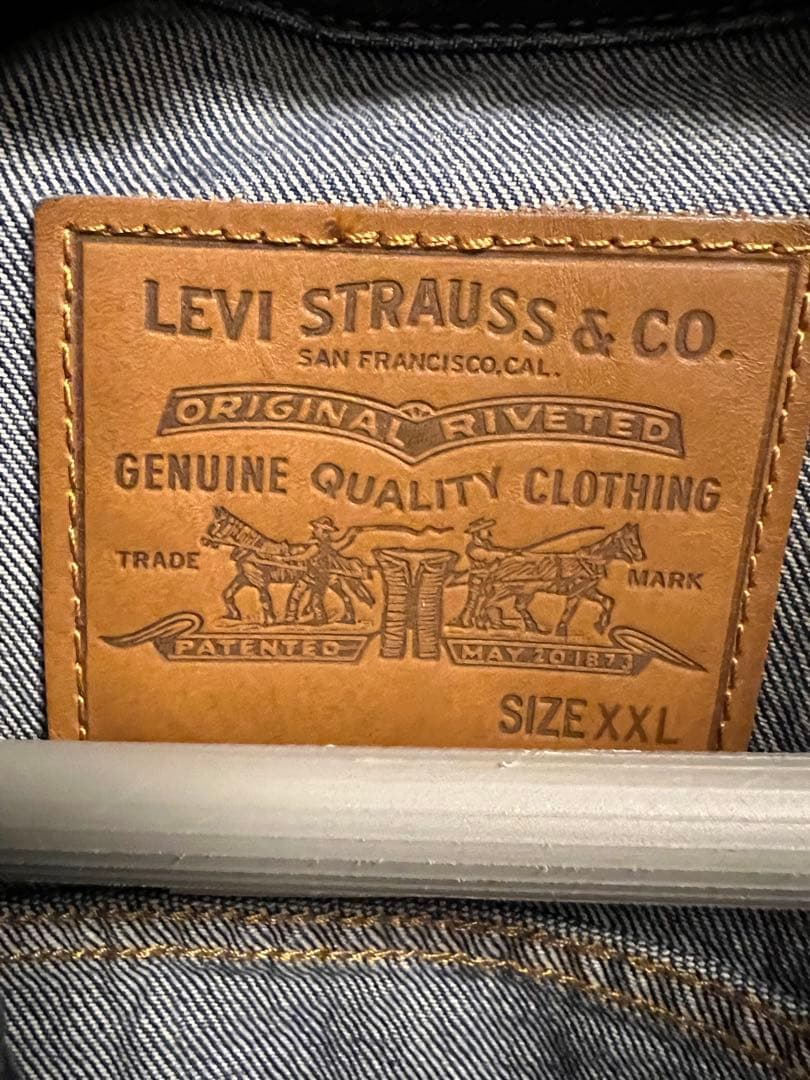 LEVI STRAUSS & CO.
SAN FRANCISCO, CAL.
ORIGINAL RIVETED
GENUINE QUALITY CLOTHING
TRADE MARK
PATENTED MAY 20 1873
SIZE XXL